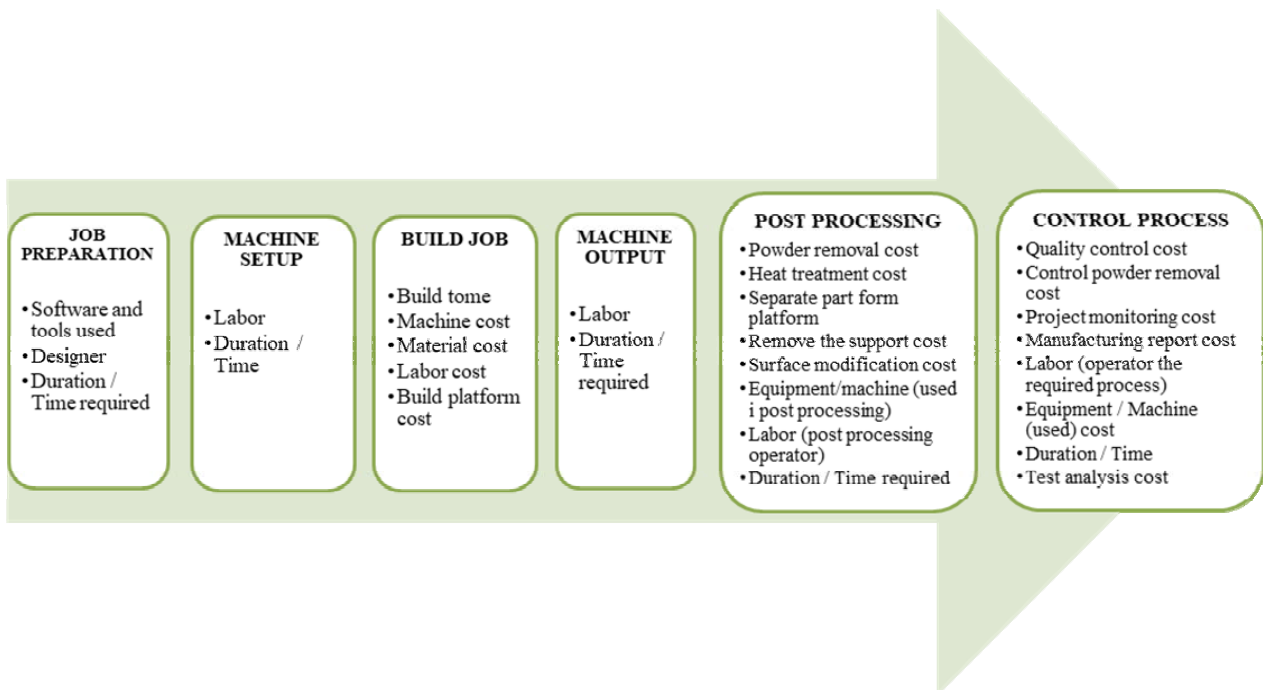 JOB
PREPARATION
•Software and
tools used
•Designer
•Duration /
Time required
MACHINE
SETUP
•Labor
•Duration /
Time
BUILD JOB
•Build tome
•Machine cost
•Material cost
•Labor cost
•Build platform
cost
MACHINE
OUTPUT
•Labor
•Duration /
Time
required
POST PROCESSING
•Powder removal cost
•Heat treatment cost
•Separate part form
platform
•Remove the support cost
•Surface modification cost
•Equipment/machine (used
i post processing)
•Labor (post processing
operator)
•Duration / Time required
CONTROL PROCESS
•Quality control cost
•Control powder removal
cost
•Project monitoring cost
•Manufacturing report cost
•Labor (operator the
required process)
•Equipment / Machine
(used) cost
•Duration / Time
•Test analysis cost